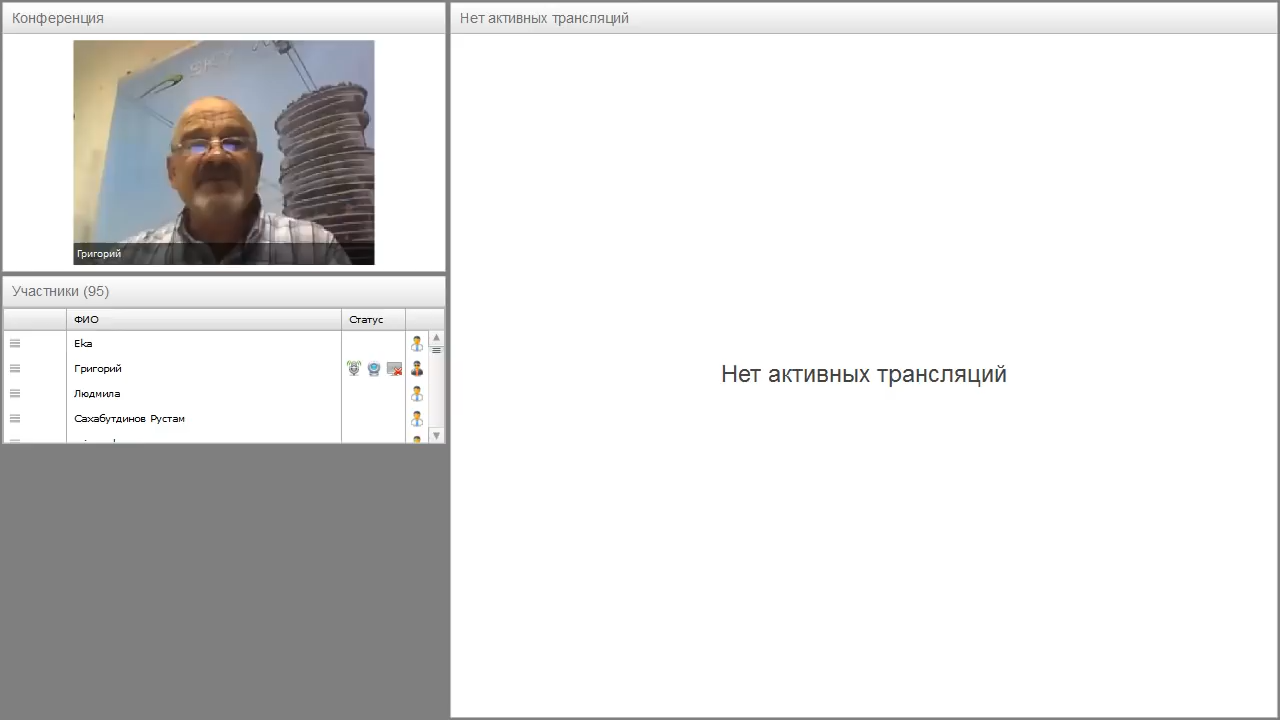 Конференция
Григорий
Участники (95)
ФИО
Статус
Eka
Григорий
Людмила
Сахабутдинов Рустам
Нет активных трансляций
Нет активных трансляций